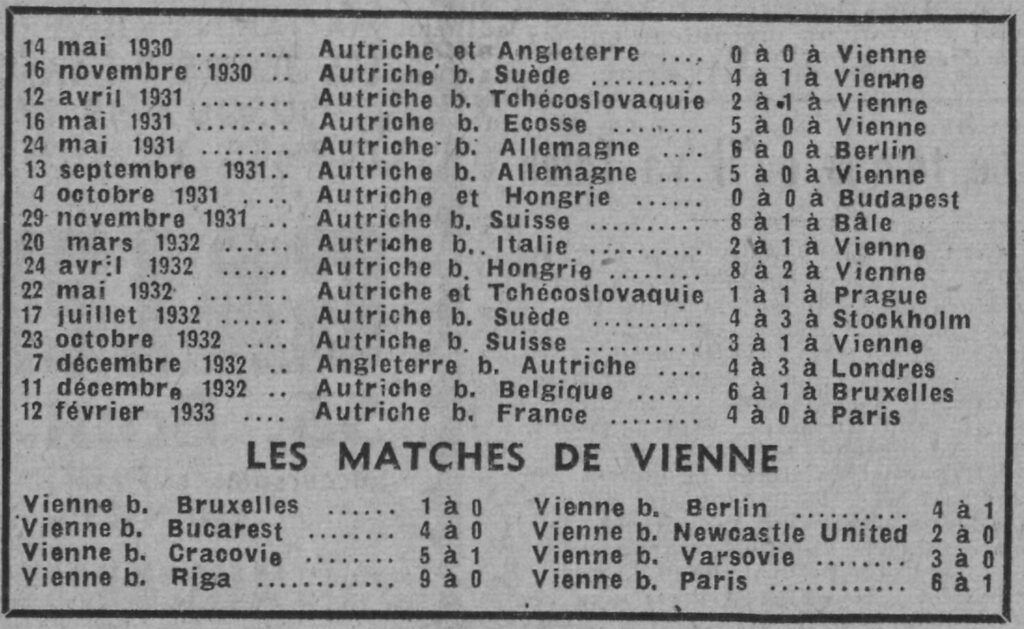 14 mai 1930 ........ Autriche et Angleterre .... 0 à 0 à Vienne
16 novembre 1930 .. Autriche b. Suède .......... 4 à 1 à Vienne
12 avril 1931 ........ Autriche b. Tchécoslovaquie 2 à 1 à Vienne
16 mai 1931 ........ Autriche b. Ecosse ........ 5 à 0 à Vienne
24 mai 1931 ........ Autriche b. Allemagne .... 6 à 0 à Berlin
13 septembre 1931.. Autriche b. Allemagne .... 5 à 0 à Vienne
4 octobre 1931 .... Autriche et Hongrie ...... 0 à 0 à Budapest
29 novembre 1931 .. Autriche b. Suisse .......... 8 à 1 à Bâle
20 mars 1932 ...... Autriche b. Italie ........ 2 à 1 à Vienne
24 avril 1932 ...... Autriche b. Hongrie ........ 8 à 2 à Vienne
22 mai 1932 ........ Autriche et Tchécoslovaquie 1 à 1 à Prague
17 juillet 1932 ...... Autriche b. Suède .......... 4 à 3 à Stockholm
23 octobre 1932 .... Autriche b. Suisse .......... 3 à 1 à Vienne
7 décembre 1932 .. Angleterre b. Autriche .... 4 à 3 à Londres
11 décembre 1932 .. Autriche b. Belgique ...... 6 à 1 à Bruxelles
12 février 1933 .... Autriche b. France ........ 4 à 0 à Paris
LES MATCHES DE VIENNE
Vienne b. Bruxelles ...... 1 à 0 Vienne b. Berlin .......... 4 à 1
Vienne b. Bucarest ........ 4 à 0 Vienne b. Newcastle United 2 à 0
Vienne b. Cracovie ........ 5 à 1 Vienne b. Varsovie ........ 3 à 0
Vienne b. Riga ............ 9 à 0 Vienne b. Paris ............ 6 à 1